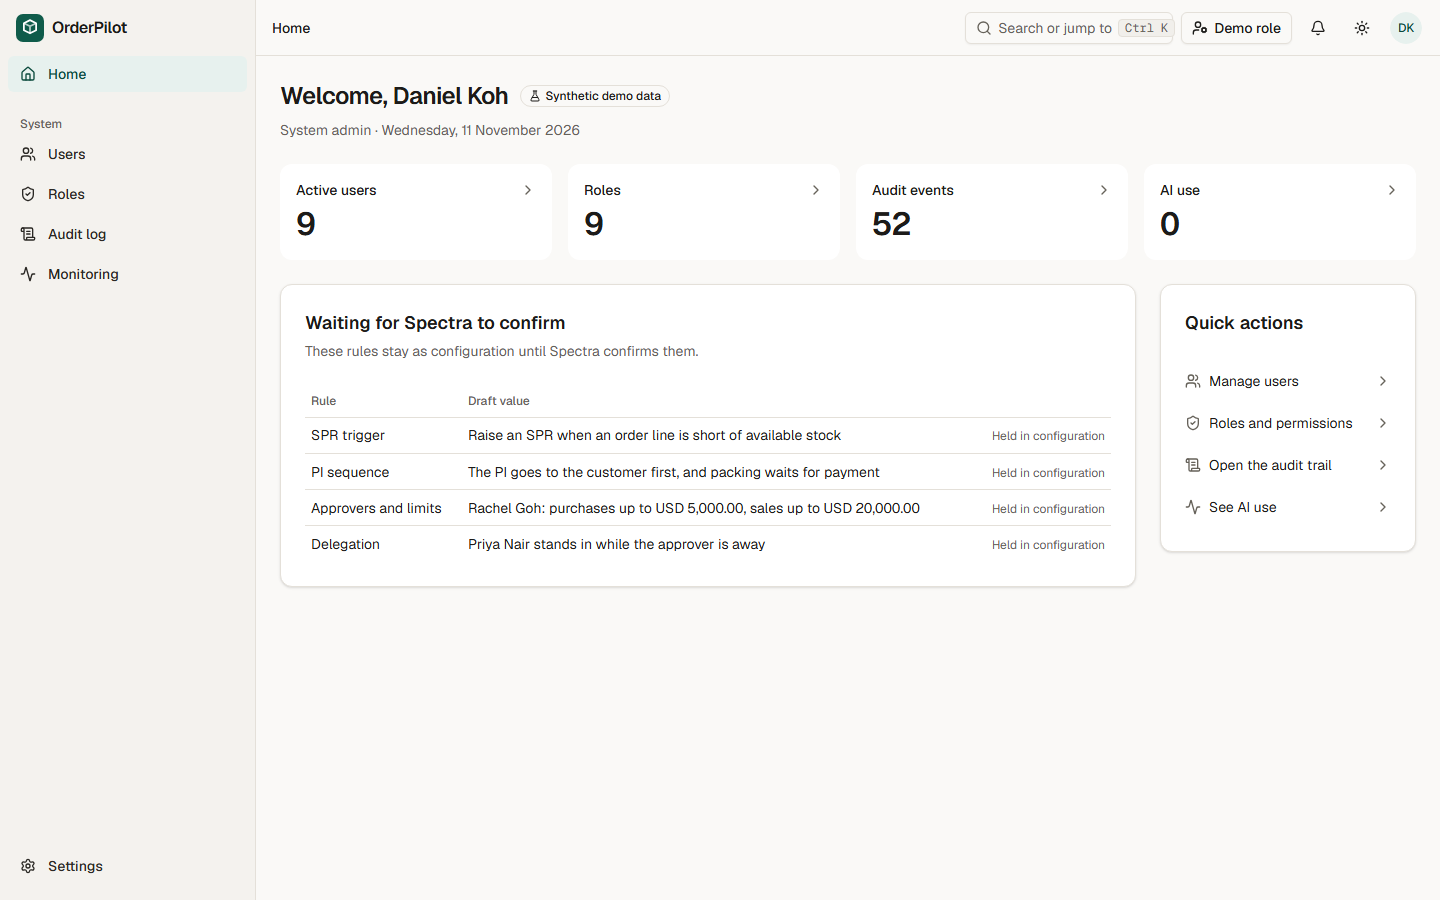 OrderPilot
Home
Search or jump to
Ctrl K
Demo role
DK
Home
System
Users
Roles
Audit log
Monitoring
Settings
Welcome, Daniel Koh
Synthetic demo data
System admin · Wednesday, 11 November 2026
Active users
9
Roles
9
Audit events
52
AI use
0
Waiting for Spectra to confirm
These rules stay as configuration until Spectra confirms them.
Rule Draft value
SPR trigger Raise an SPR when an order line is short of available stock Held in configuration
PI sequence The PI goes to the customer first, and packing waits for payment Held in configuration
Approvers and limits Rachel Goh: purchases up to USD 5,000.00, sales up to USD 20,000.00 Held in configuration
Delegation Priya Nair stands in while the approver is away Held in configuration
Quick actions
Manage users
Roles and permissions
Open the audit trail
See AI use